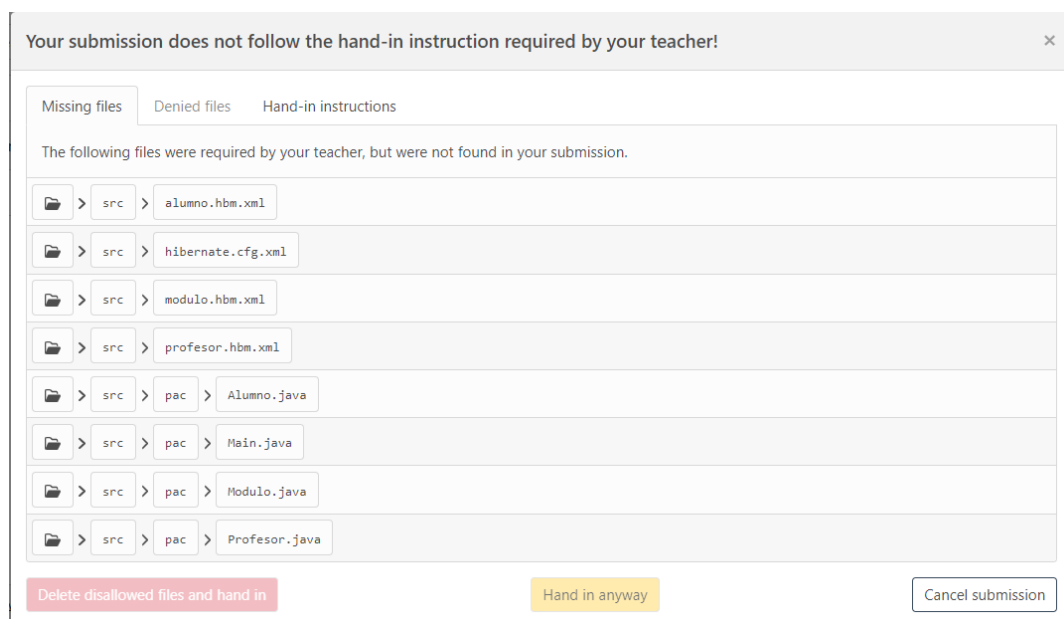 Your submission does not follow the hand-in instruction required by your teacher! ×
Missing files Denied files Hand-in instructions
The following files were required by your teacher, but were not found in your submission.
> src > alumno.hbm.xml
> src > hibernate.cfg.xml
> src > modulo.hbm.xml
> src > profesor.hbm.xml
> src > pac > Alumno.java
> src > pac > Main.java
> src > pac > Modulo.java
> src > pac > Profesor.java
Delete disallowed files and hand in Hand in anyway Cancel submission